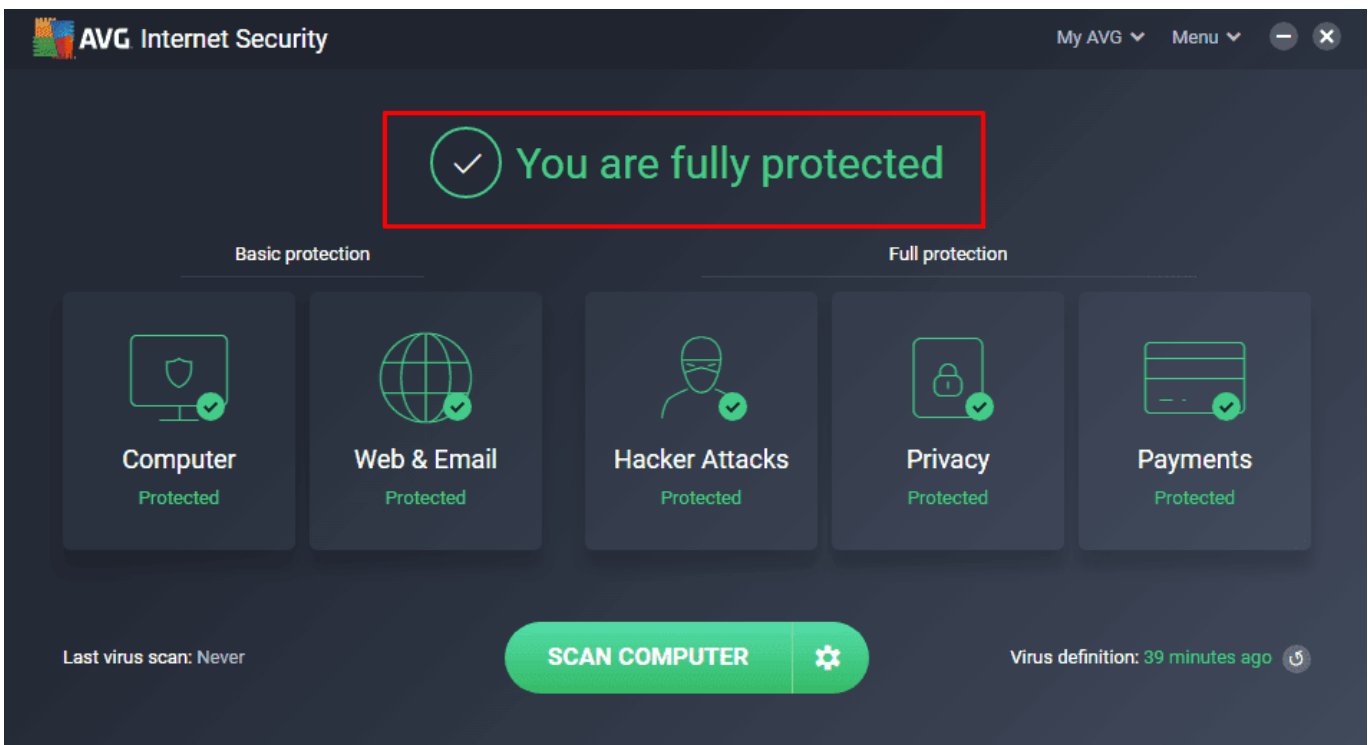 AVG Internet Security
My AVG Menu
You are fully protected
Basic protection
Full protection
Computer
Protected
Web & Email
Protected
Hacker Attacks
Protected
Privacy
Protected
Payments
Protected
Last virus scan: Never
SCAN COMPUTER
Virus definition: 39 minutes ago